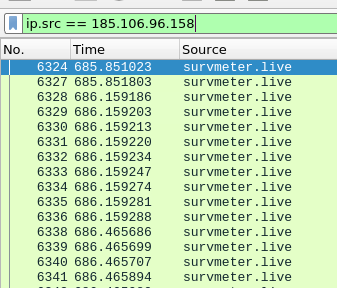 ip.src == 185.106.96.158
No. Time Source
6324 685.851023 survmeter.live
6327 685.851803 survmeter.live
6328 686.159186 survmeter.live
6329 686.159203 survmeter.live
6330 686.159213 survmeter.live
6331 686.159220 survmeter.live
6332 686.159234 survmeter.live
6333 686.159247 survmeter.live
6334 686.159274 survmeter.live
6335 686.159281 survmeter.live
6336 686.159288 survmeter.live
6338 686.465686 survmeter.live
6339 686.465699 survmeter.live
6340 686.465707 survmeter.live
6341 686.465894 survmeter.live